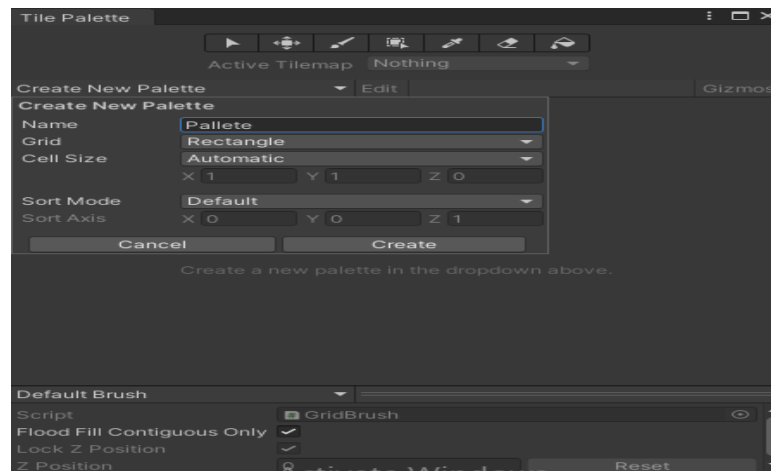 Tile Palette
Active Tilemap Nothing
Create New Palette Edit Gizmos
Create New Palette
Name Pallete
Grid Rectangle
Cell Size Automatic
X 1 Y 1 Z 0
Sort Mode Default
Sort Axis X 0 Y 0 Z 1
Cancel Create
Create a new palette in the dropdown above.
Default Brush
Script GridBrush
Flood Fill Contiguous Only
Lock Z Position
Z Position Reset